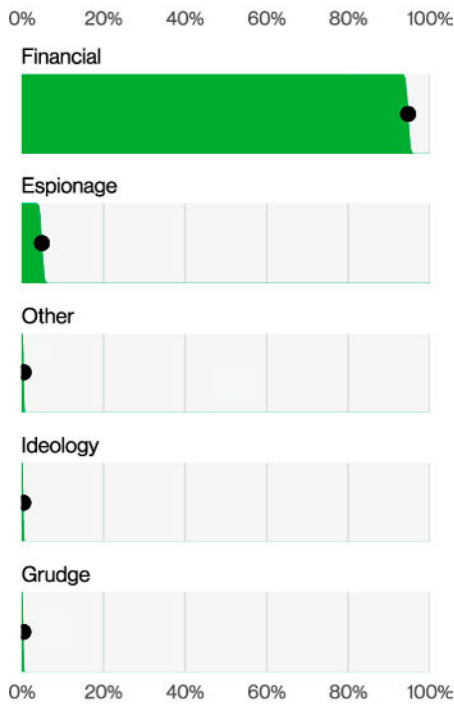 0% 20% 40% 60% 80% 100%
Financial
Espionage
Other
Ideology
Grudge
0% 20% 40% 60% 80% 100%